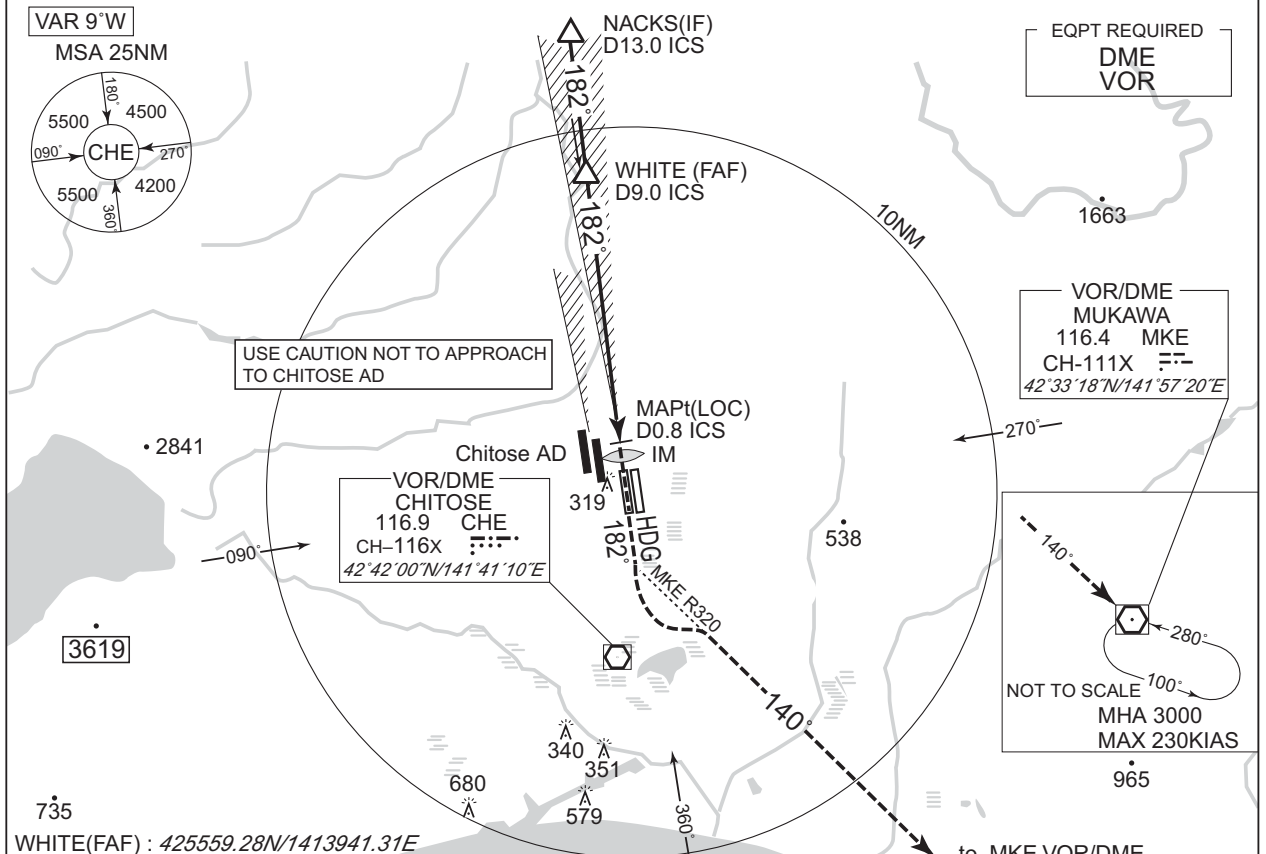 VAR 9°W
MSA 25NM
180°
5500
4500
090°
CHE
270°
5500
4200
360°
NACKS(IF)
D13.0 ICS
182°
EQPT REQUIRED
DME
VOR
WHITE (FAF)
D9.0 ICS
182°
10NM
1663
VOR/DME
MUKAWA
116.4 MKE
CH-111X
42°33´18˝N/141°57´20˝E
USE CAUTION NOT TO APPROACH
TO CHITOSE AD
MAPt(LOC)
D0.8 ICS
270°
2841
Chitose AD
IM
VOR/DME
CHITOSE
116.9 CHE
CH–116X
42°42´00˝N/141°41´10˝E
319
HDG
182°
538
090°
MKE R320
140°
3619
280°
100°
NOT TO SCALE
MHA 3000
MAX 230KIAS
140°
340
351
680
579
965
735
360°
WHITE(FAF) : 425559.28N/1413941.31E
to MKE VOR/DME